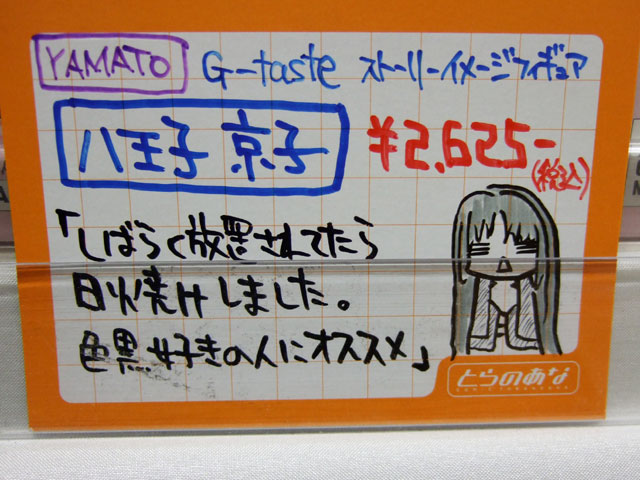 YAMATO G-taste ストーリーイメージフィギュア
八王子 京子 ¥2,625-
(税込)
「しばらく放置されてたら
日焼けしました。
色黒好きの人にオススメ」
とらのあな